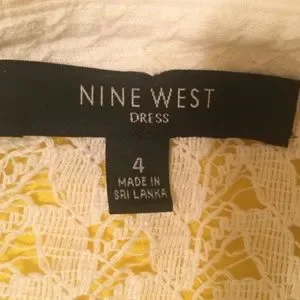 NINE WEST
DRESS
4
MADE IN
SRI LANKA